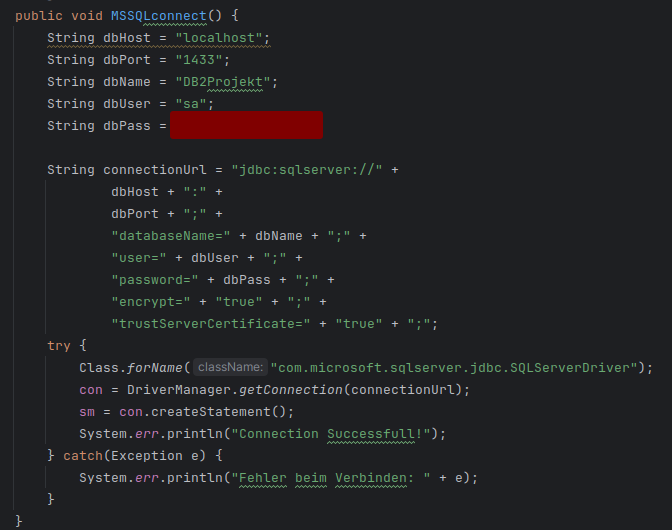 public void MSSQLconnect() {
String dbHost = "localhost";
String dbPort = "1433";
String dbName = "DB2Projekt";
String dbUser = "sa";
String dbPass =
String connectionUrl = "jdbc:sqlserver://" +
dbHost + ":" +
dbPort + ";" +
"databaseName=" + dbName + ";" +
"user=" + dbUser + ";" +
"password=" + dbPass + ";" +
"encrypt=" + "true" + ";" +
"trustServerCertificate=" + "true" + ";";
try {
Class.forName( className: "com.microsoft.sqlserver.jdbc.SQLServerDriver");
con = DriverManager.getConnection(connectionUrl);
sm = con.createStatement();
System.err.println("Connection Successfull!");
} catch(Exception e) {
System.err.println("Fehler beim Verbinden: " + e);
}
}